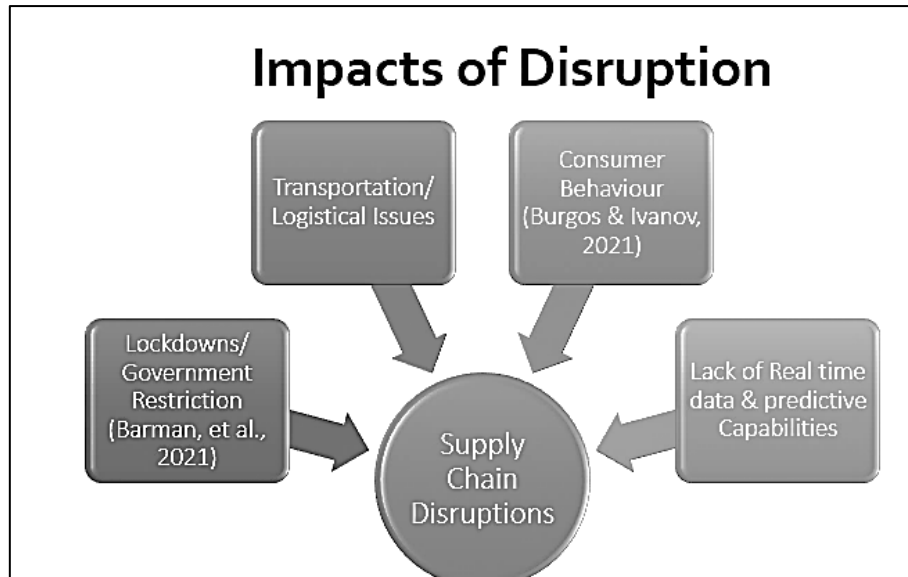 Impacts of Disruption
Transportation/
Logistical Issues
Consumer
Behaviour
(Burgos & Ivanov,
2021)
Lockdowns/
Government
Restriction
(Barman, et al.,
2021)
Lack of Real time
data & predictive
Capabilities
Supply
Chain
Disruptions